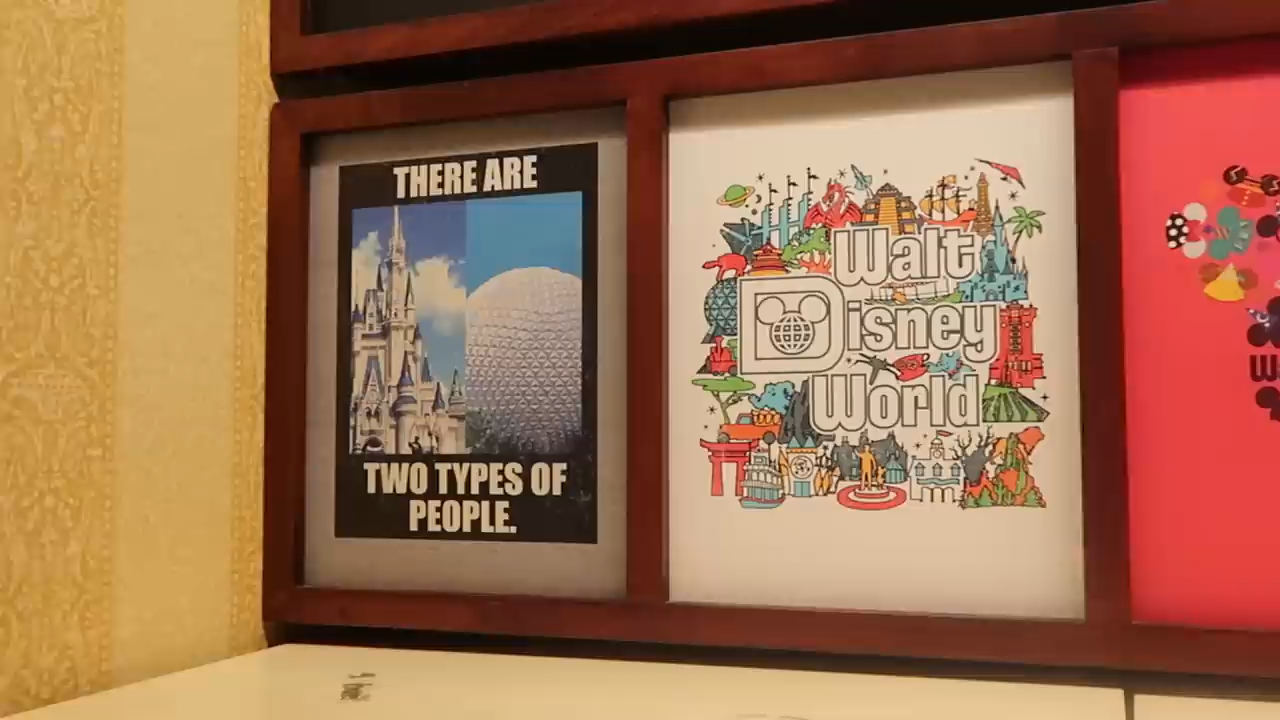 THERE ARE
TWO TYPES OF
PEOPLE.
Walt
Disney
World